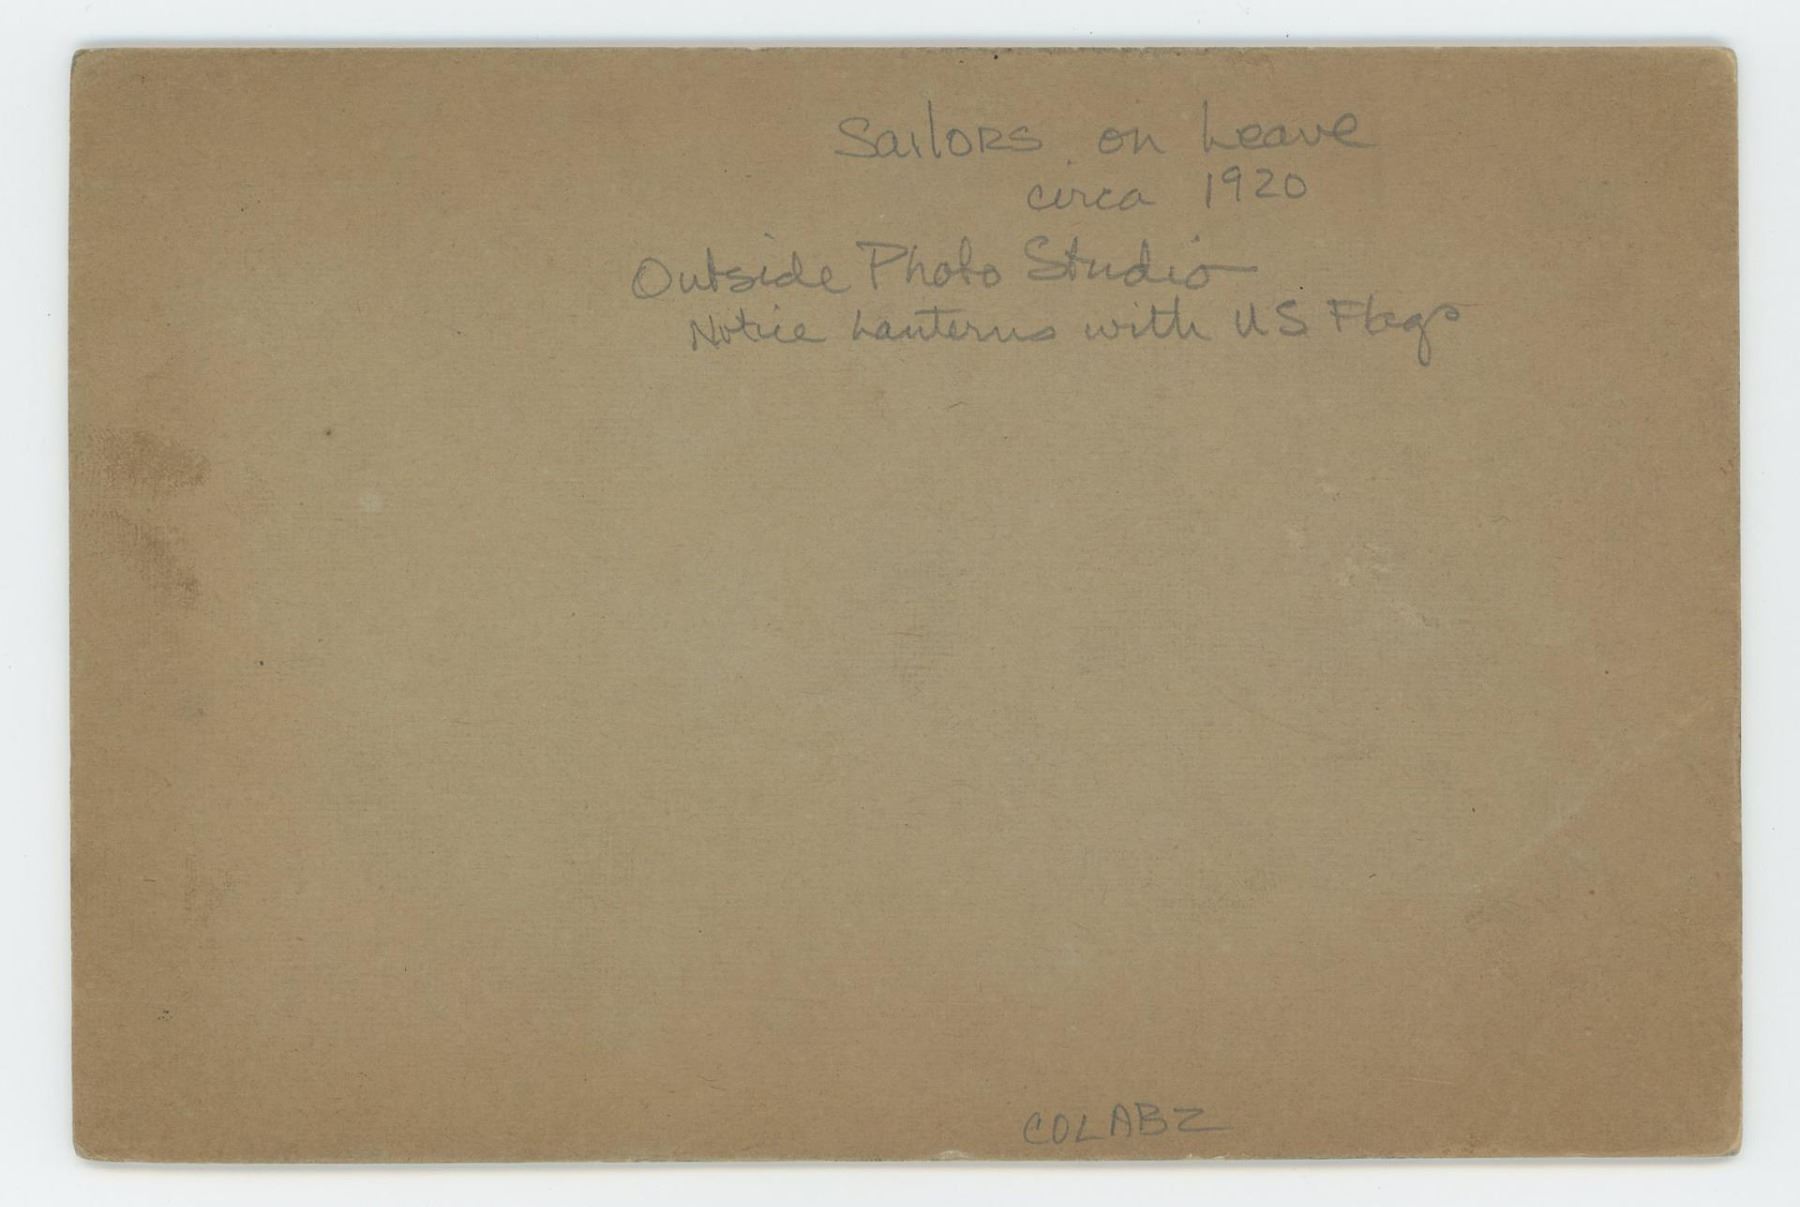 Sailors on Leave
circa 1920
Outside Photo Studio
Notice Lanterns with US Flags
COLABZ